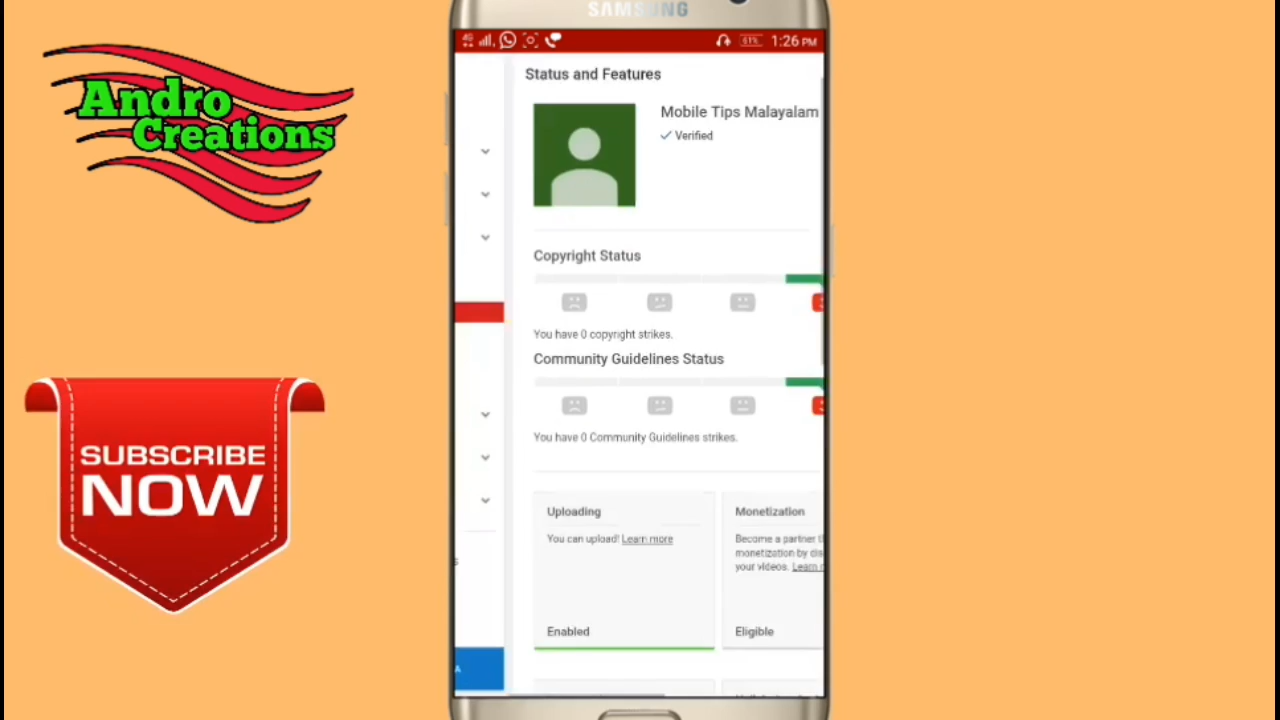 SAMSUNG
61%
1:26 PM
Andro
Creations
Status and Features
Mobile Tips Malayalam
Verified
Copyright Status
You have 0 copyright strikes.
Community Guidelines Status
You have 0 Community Guidelines strikes.
SUBSCRIBE
NOW
Uploading
You can upload! Learn more
Enabled
Monetization
Become a partner
monetization by
your videos.
Eligible